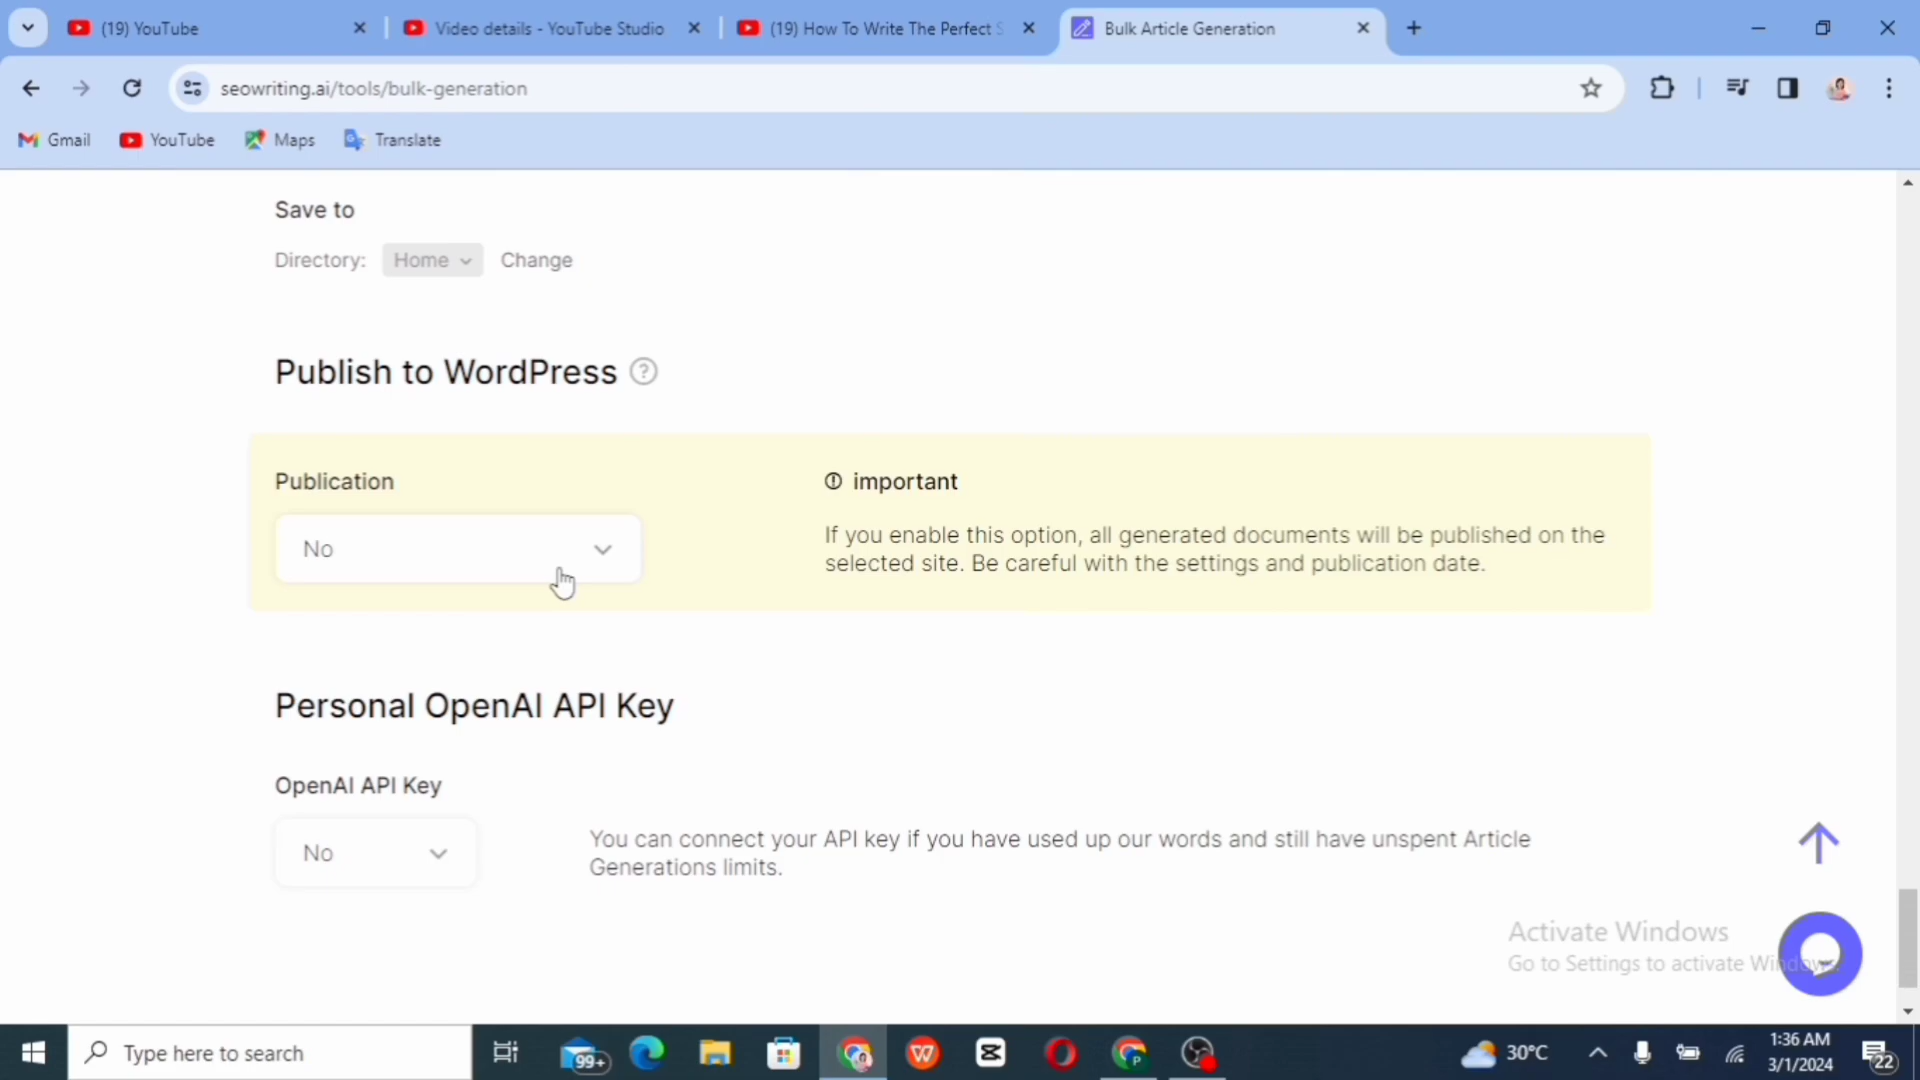 (19) YouTube
Video details - YouTube Studio
(19) How To Write The Perfect S
Bulk Article Generation
seowriting.ai/tools/bulk-generation
Gmail
YouTube
Maps
Translate
Save to
Directory: Home Change
Publish to WordPress ?
Publication
No
important
If you enable this option, all generated documents will be published on the
selected site. Be careful with the settings and publication date.
Personal OpenAI API Key
OpenAI API Key
No
You can connect your API key if you have used up our words and still have unspent Article
Generations limits.
Activate Windows
Go to Settings to activate Windows.
Type here to search
99+
30°C
1:36 AM
3/1/2024
22